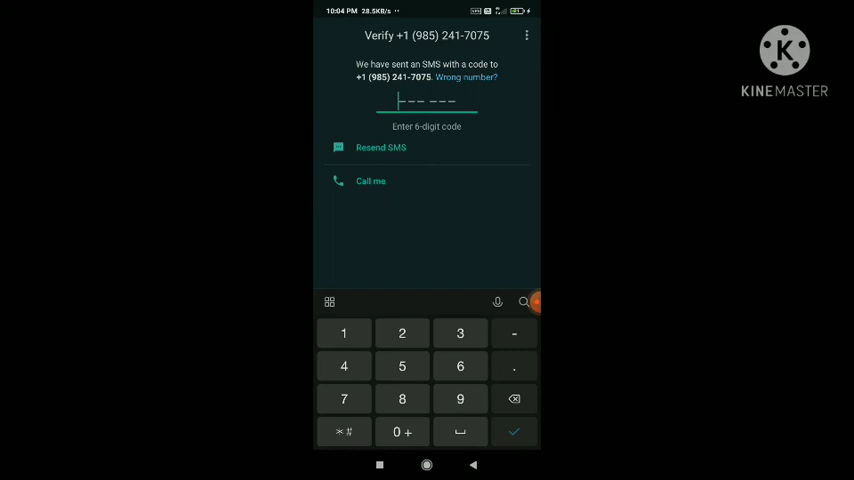 10:04 PM 28.5KB/s
Verify +1 (985) 241-7075
We have sent an SMS with a code to
+1 (985) 241-7075. Wrong number?
Enter 6-digit code
Resend SMS
Call me
K
KINEMASTER
1 2 3 -
4 5 6 .
7 8 9
*# 0 +